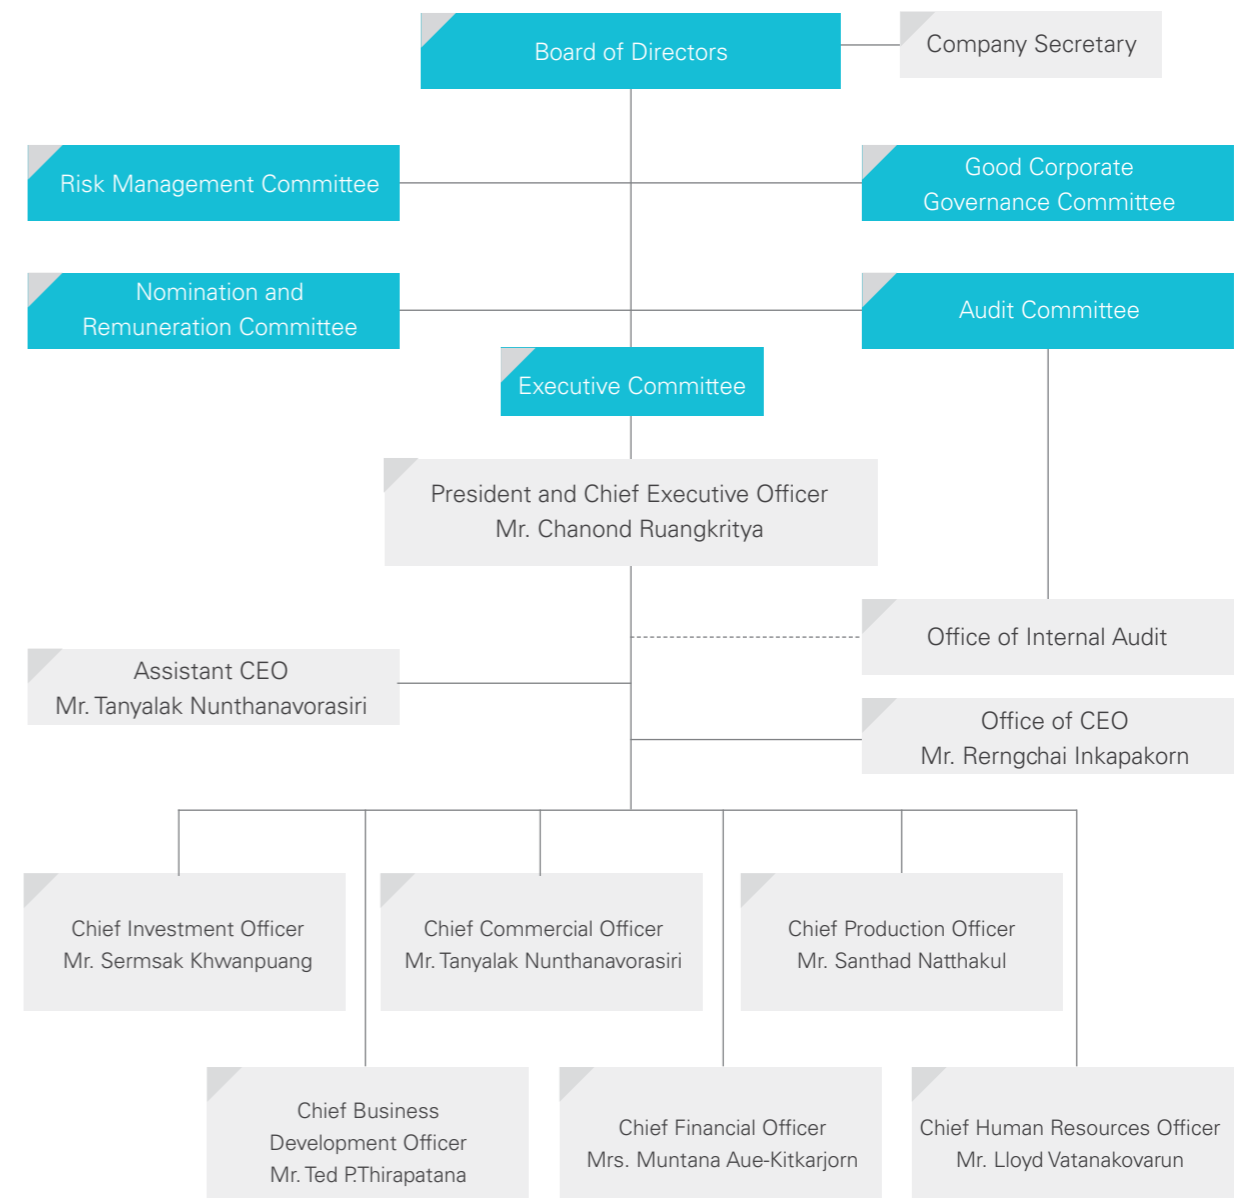 Board of Directors
Company Secretary
Risk Management Committee
Good Corporate
Governance Committee
Nomination and
Remuneration Committee
Audit Committee
Executive Committee
President and Chief Executive Officer
Mr. Chanond Ruangkritya
Office of Internal Audit
Assistant CEO
Mr. Tanyalak Nunthanavorasiri
Office of CEO
Mr. Rerngchai Inkapakorn
Chief Investment Officer
Mr. Sermsak Khwanpuang
Chief Commercial Officer
Mr. Tanyalak Nunthanavorasiri
Chief Production Officer
Mr. Santhad Natthakul
Chief Business
Development Officer
Mr. Ted P.Thirapatana
Chief Financial Officer
Mrs. Muntana Aue-Kitkarjorn
Chief Human Resources Officer
Mr. Lloyd Vatanakovarun